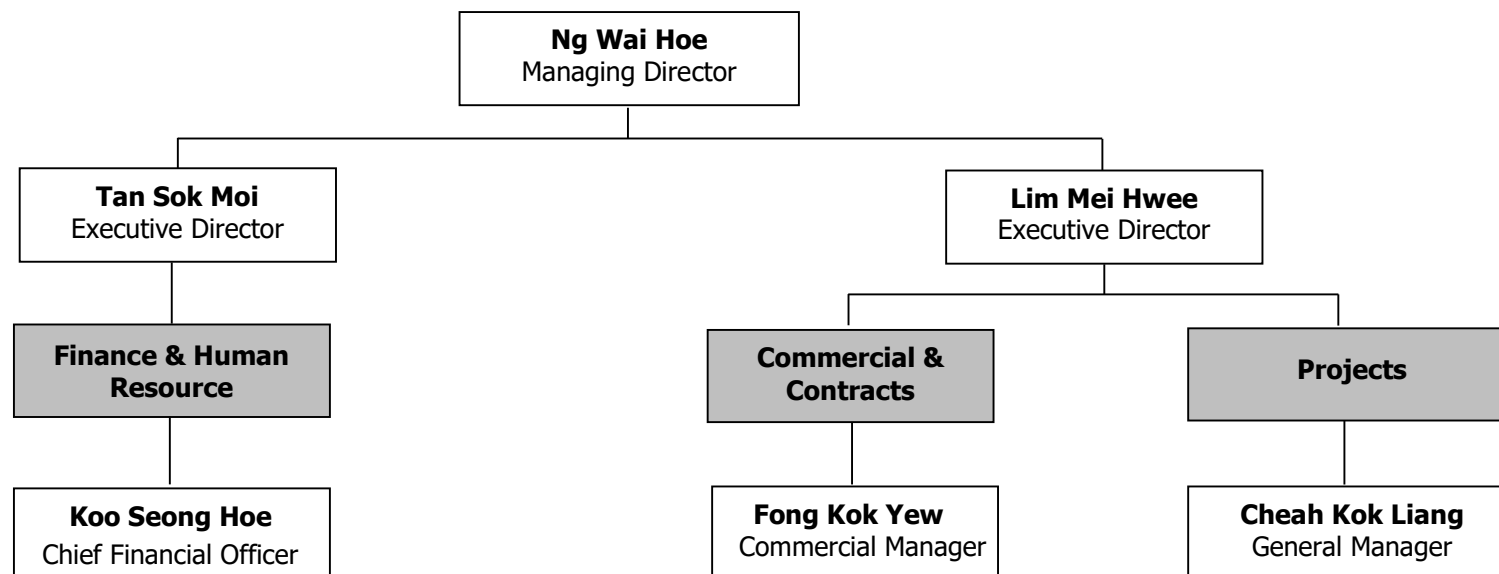 Ng Wai Hoe
Managing Director
Tan Sok Moi
Executive Director
Lim Mei Hwee
Executive Director
Finance & Human
Resource
Commercial &
Contracts
Projects
Koo Seong Hoe
Chief Financial Officer
Fong Kok Yew
Commercial Manager
Cheah Kok Liang
General Manager